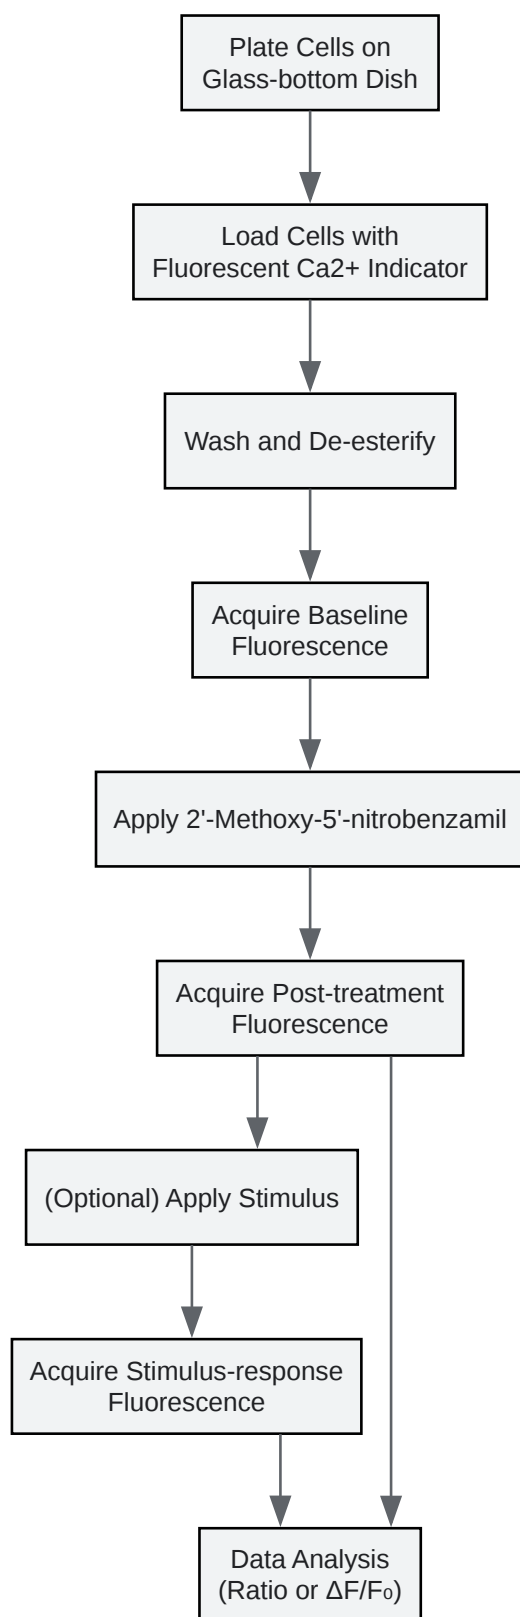 Plate Cells on
Glass-bottom Dish
Load Cells with
Fluorescent Ca2+ Indicator
Wash and De-esterify
Acquire Baseline
Fluorescence
Apply 2'-Methoxy-5'-nitrobenzamil
Acquire Post-treatment
Fluorescence
(Optional) Apply Stimulus
Acquire Stimulus-response
Fluorescence
Data Analysis
(Ratio or ΔF/F₀)